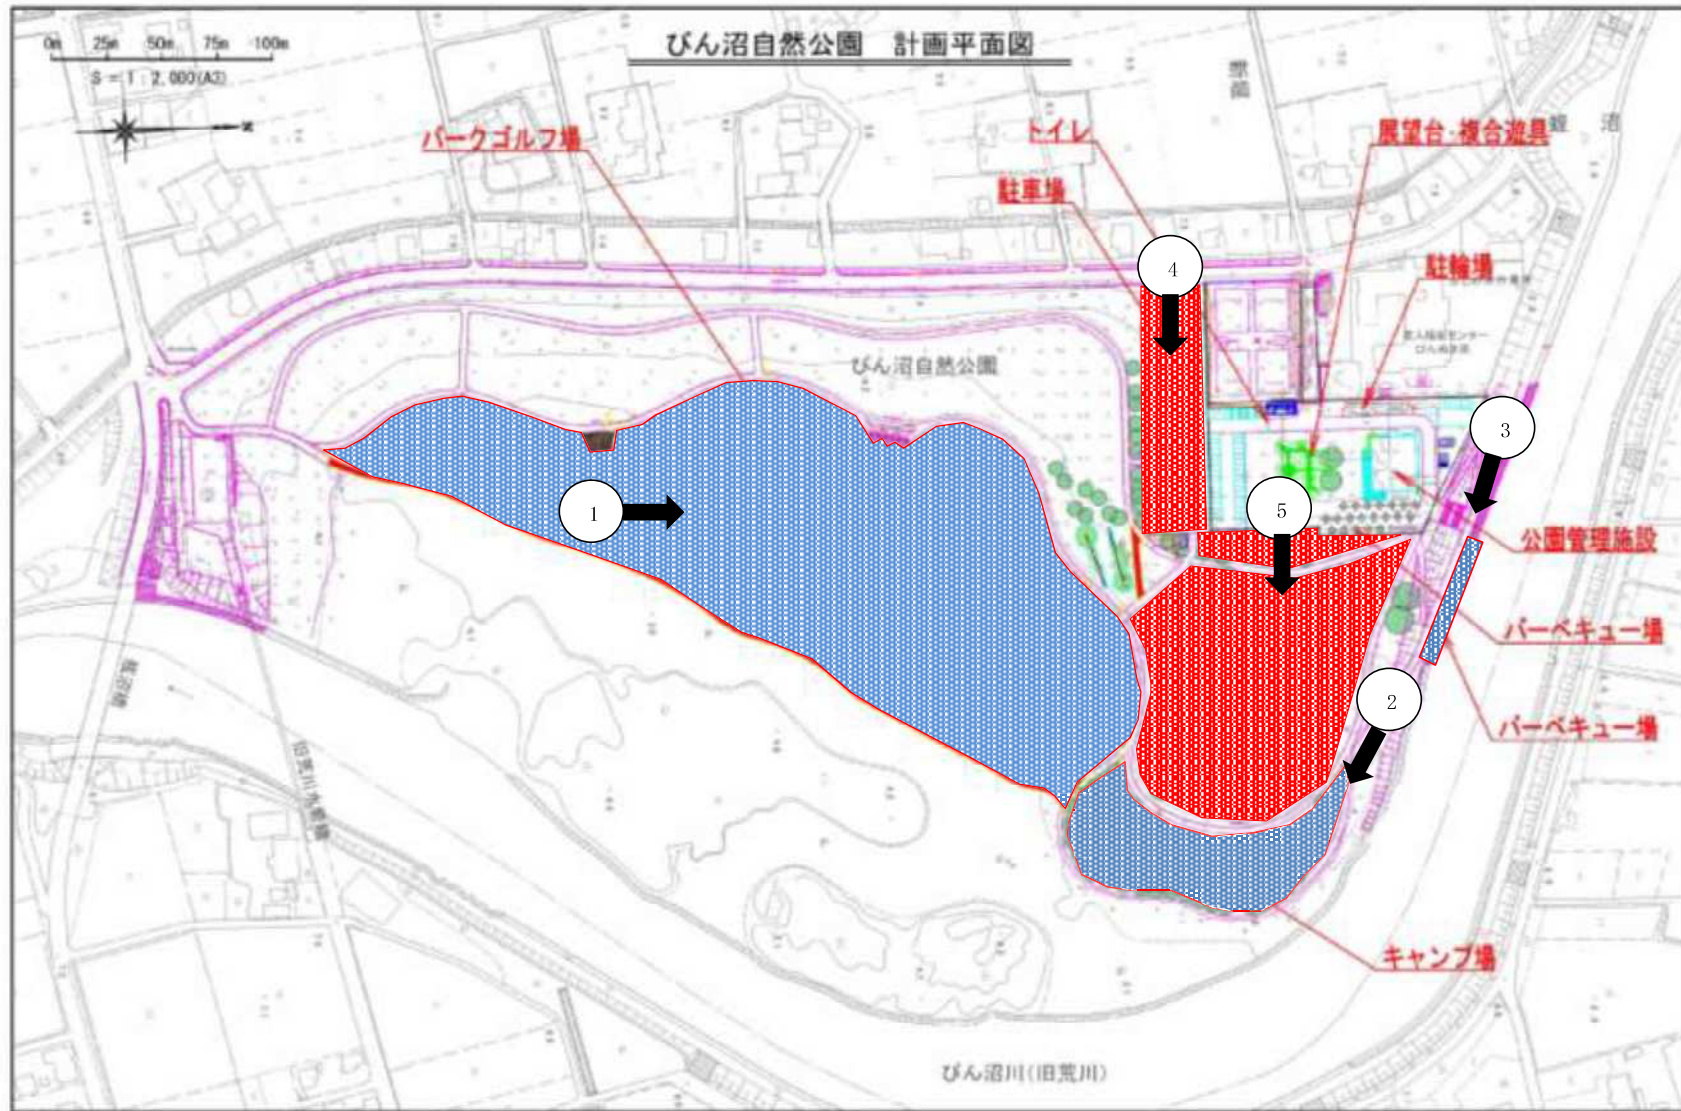 びん沼自然公園　計画平面図
0m 25m 50m 75m 100m
S = 1 : 2,000(A3)
パークゴルフ場
トイレ
駐車場
展望台・複合遊具
駐輪場
4
びん沼自然公園
3
1
5
公園管理施設
バーベキュー場
2
バーベキュー場
キャンプ場
びん沼川(旧荒川)